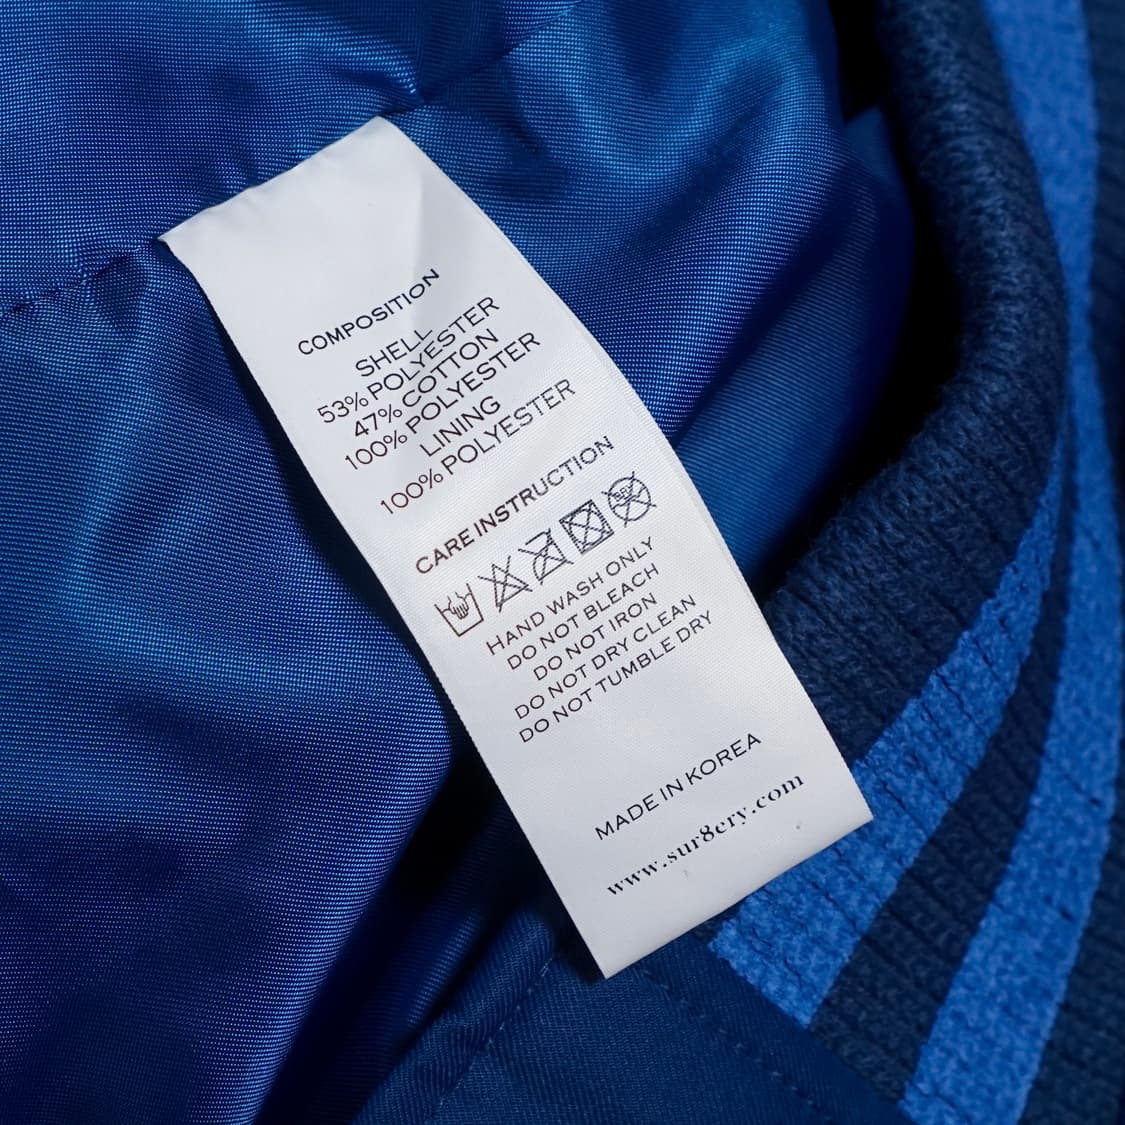 COMPOSITION
SHELL
53% POLYESTER
47% COTTON
100% POLYESTER
LINING
100% POLYESTER
CARE INSTRUCTION
HAND WASH ONLY
DO NOT BLEACH
DO NOT IRON
DO NOT DRY CLEAN
DO NOT TUMBLE DRY
MADE IN KOREA
www.sur8ery.com